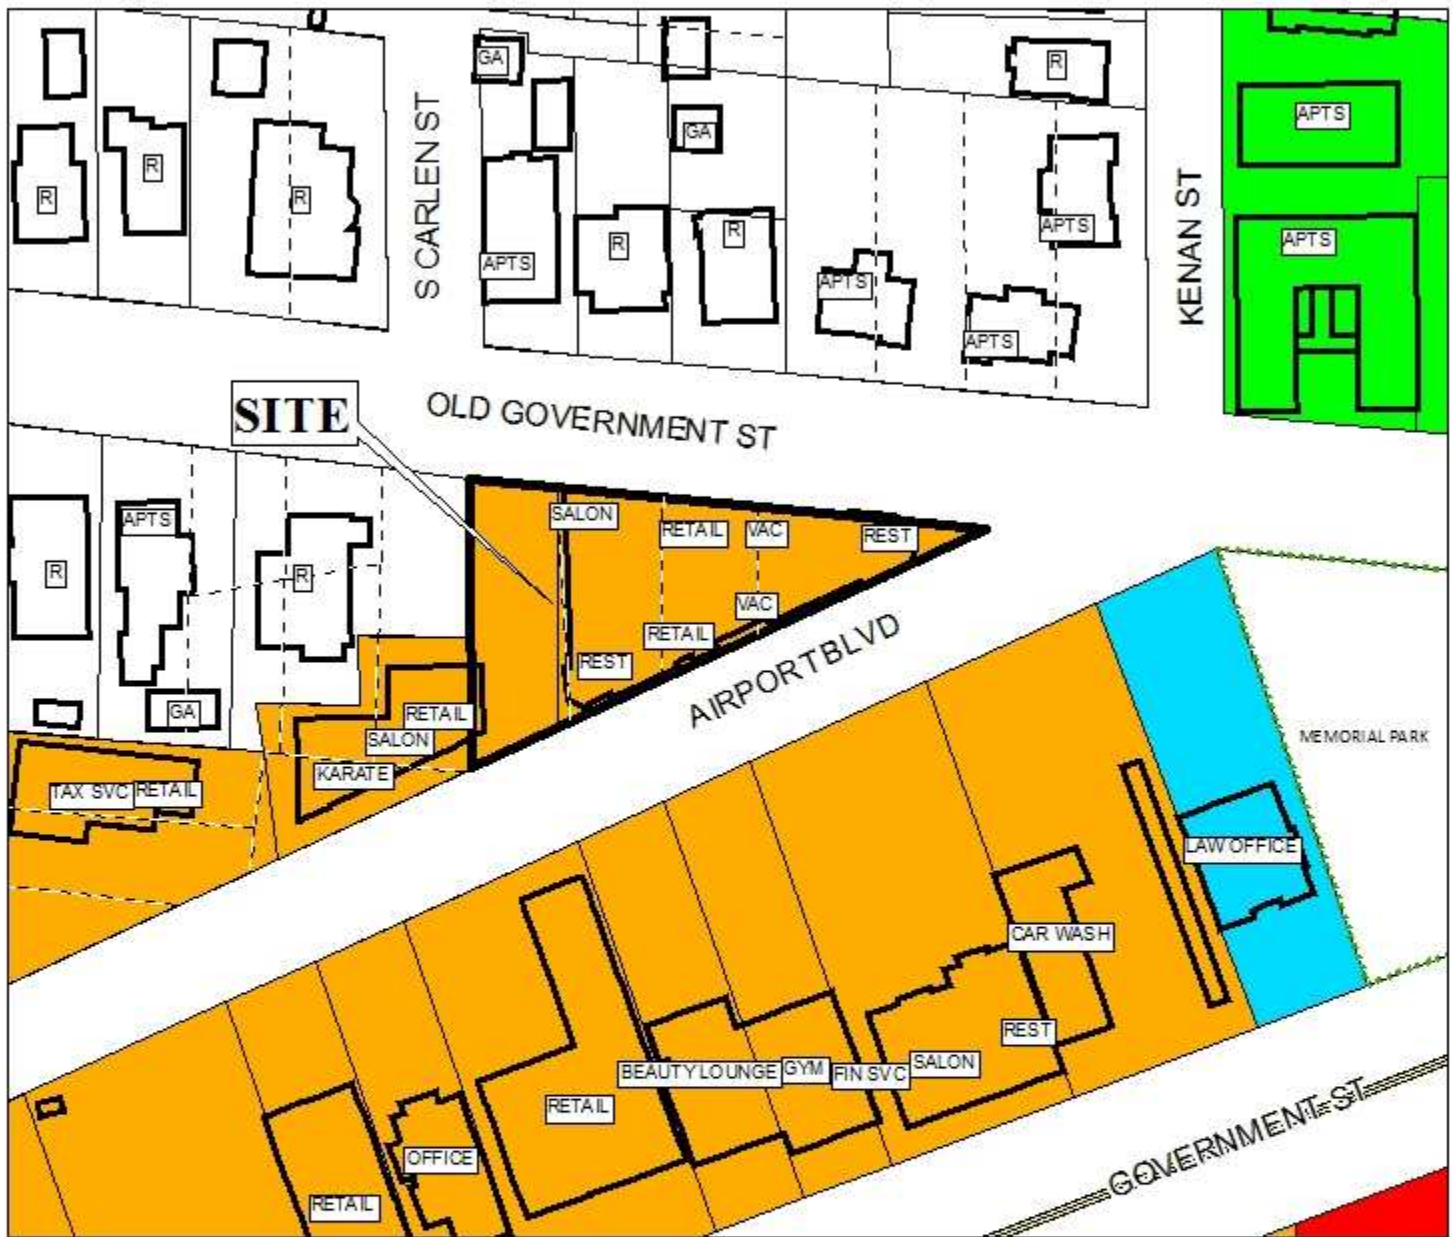 GA
R
APTS
S CARLEN ST
GA
R
R
R
APTS
R
R
APTS
KENAN ST
APTS
APTS
APTS
APTS
SITE
OLD GOVERNMENT ST
SALON
RETAIL
VAC
REST
APTS
R
R
VAC
RETAIL
REST
AIRPORT BLVD
GA
RETAIL
SALON
KARATE
TAX SVC
RETAIL
MEMORIAL PARK
LAW OFFICE
CAR WASH
REST
SALON
FIN SVC
GYM
BEAUTY LOUNGE
RETAIL
OFFICE
RETAIL
GOVERNMENT ST